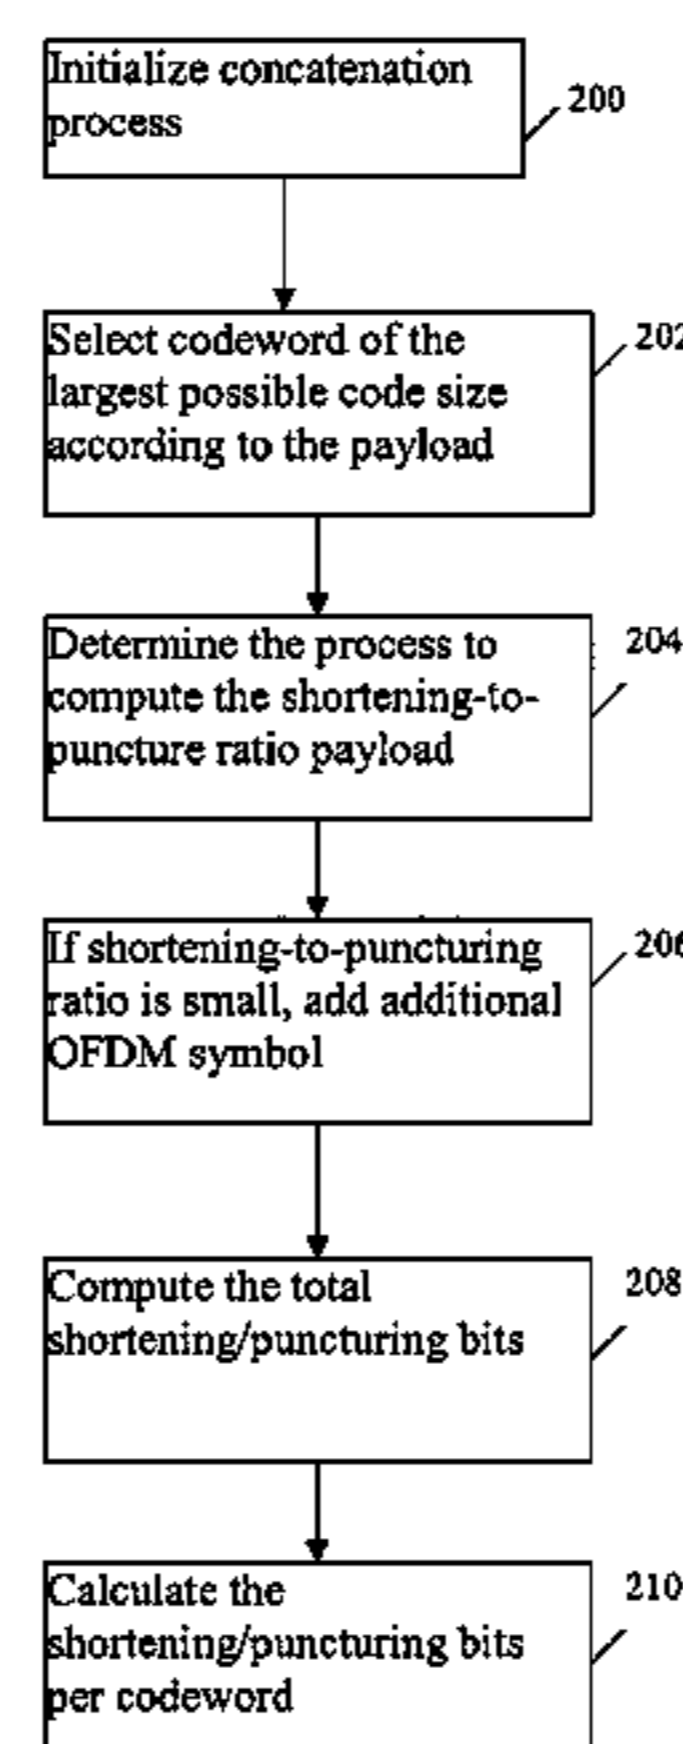 Initialize concatenation
process
200
Select codeword of the
largest possible code size
according to the payload
202
Determine the process to
compute the shortening-to-
puncture ratio payload
204
If shortening-to-puncturing
ratio is small, add additional
OFDM symbol
206
Compute the total
shortening/puncturing bits
208
Calculate the
shortening/puncturing bits
per codeword
210